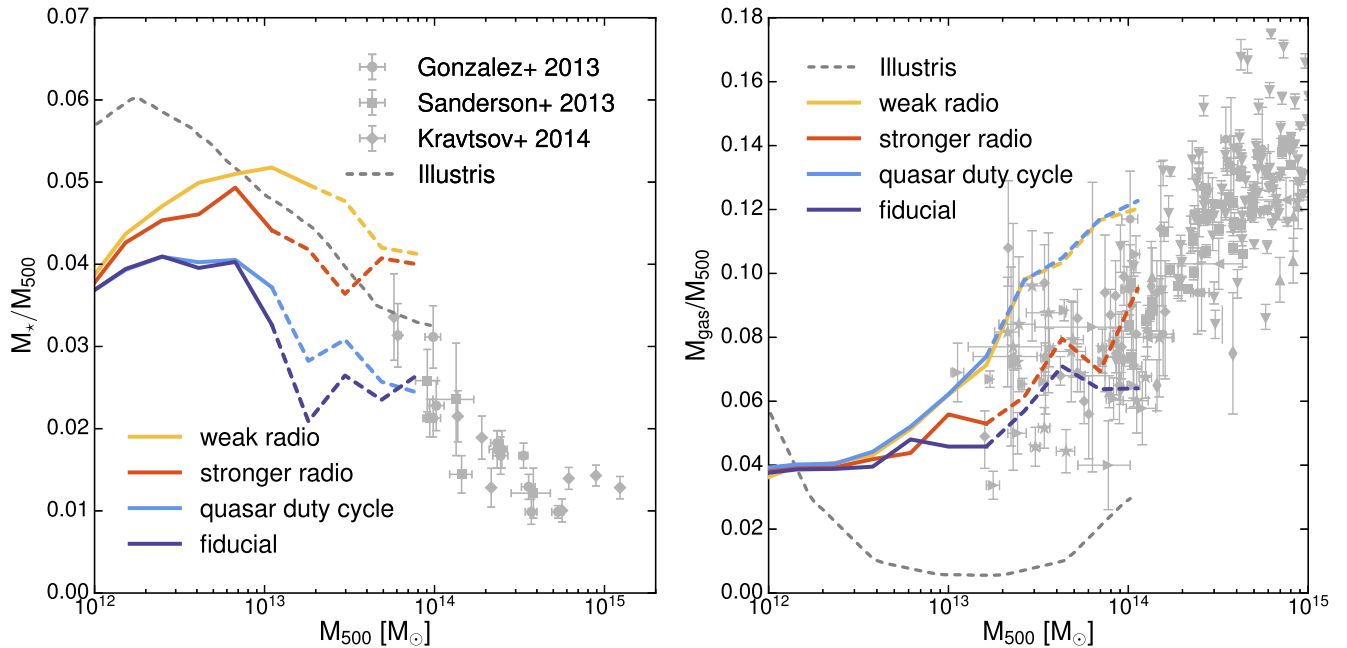 0.07
0.06
0.05
0.04
0.03
0.02
0.01
0.00
M⋆/M500
Gonzalez+ 2013
Sanderson+ 2013
Kravtsov+ 2014
Illustris
weak radio
stronger radio
quasar duty cycle
fiducial
10^12
10^13
10^14
10^15
M500 [M⊙]
0.18
0.16
0.14
0.12
0.10
0.08
0.06
0.04
0.02
0.00
Mgas/M500
Illustris
weak radio
stronger radio
quasar duty cycle
fiducial
10^12
10^13
10^14
10^15
M500 [M⊙]